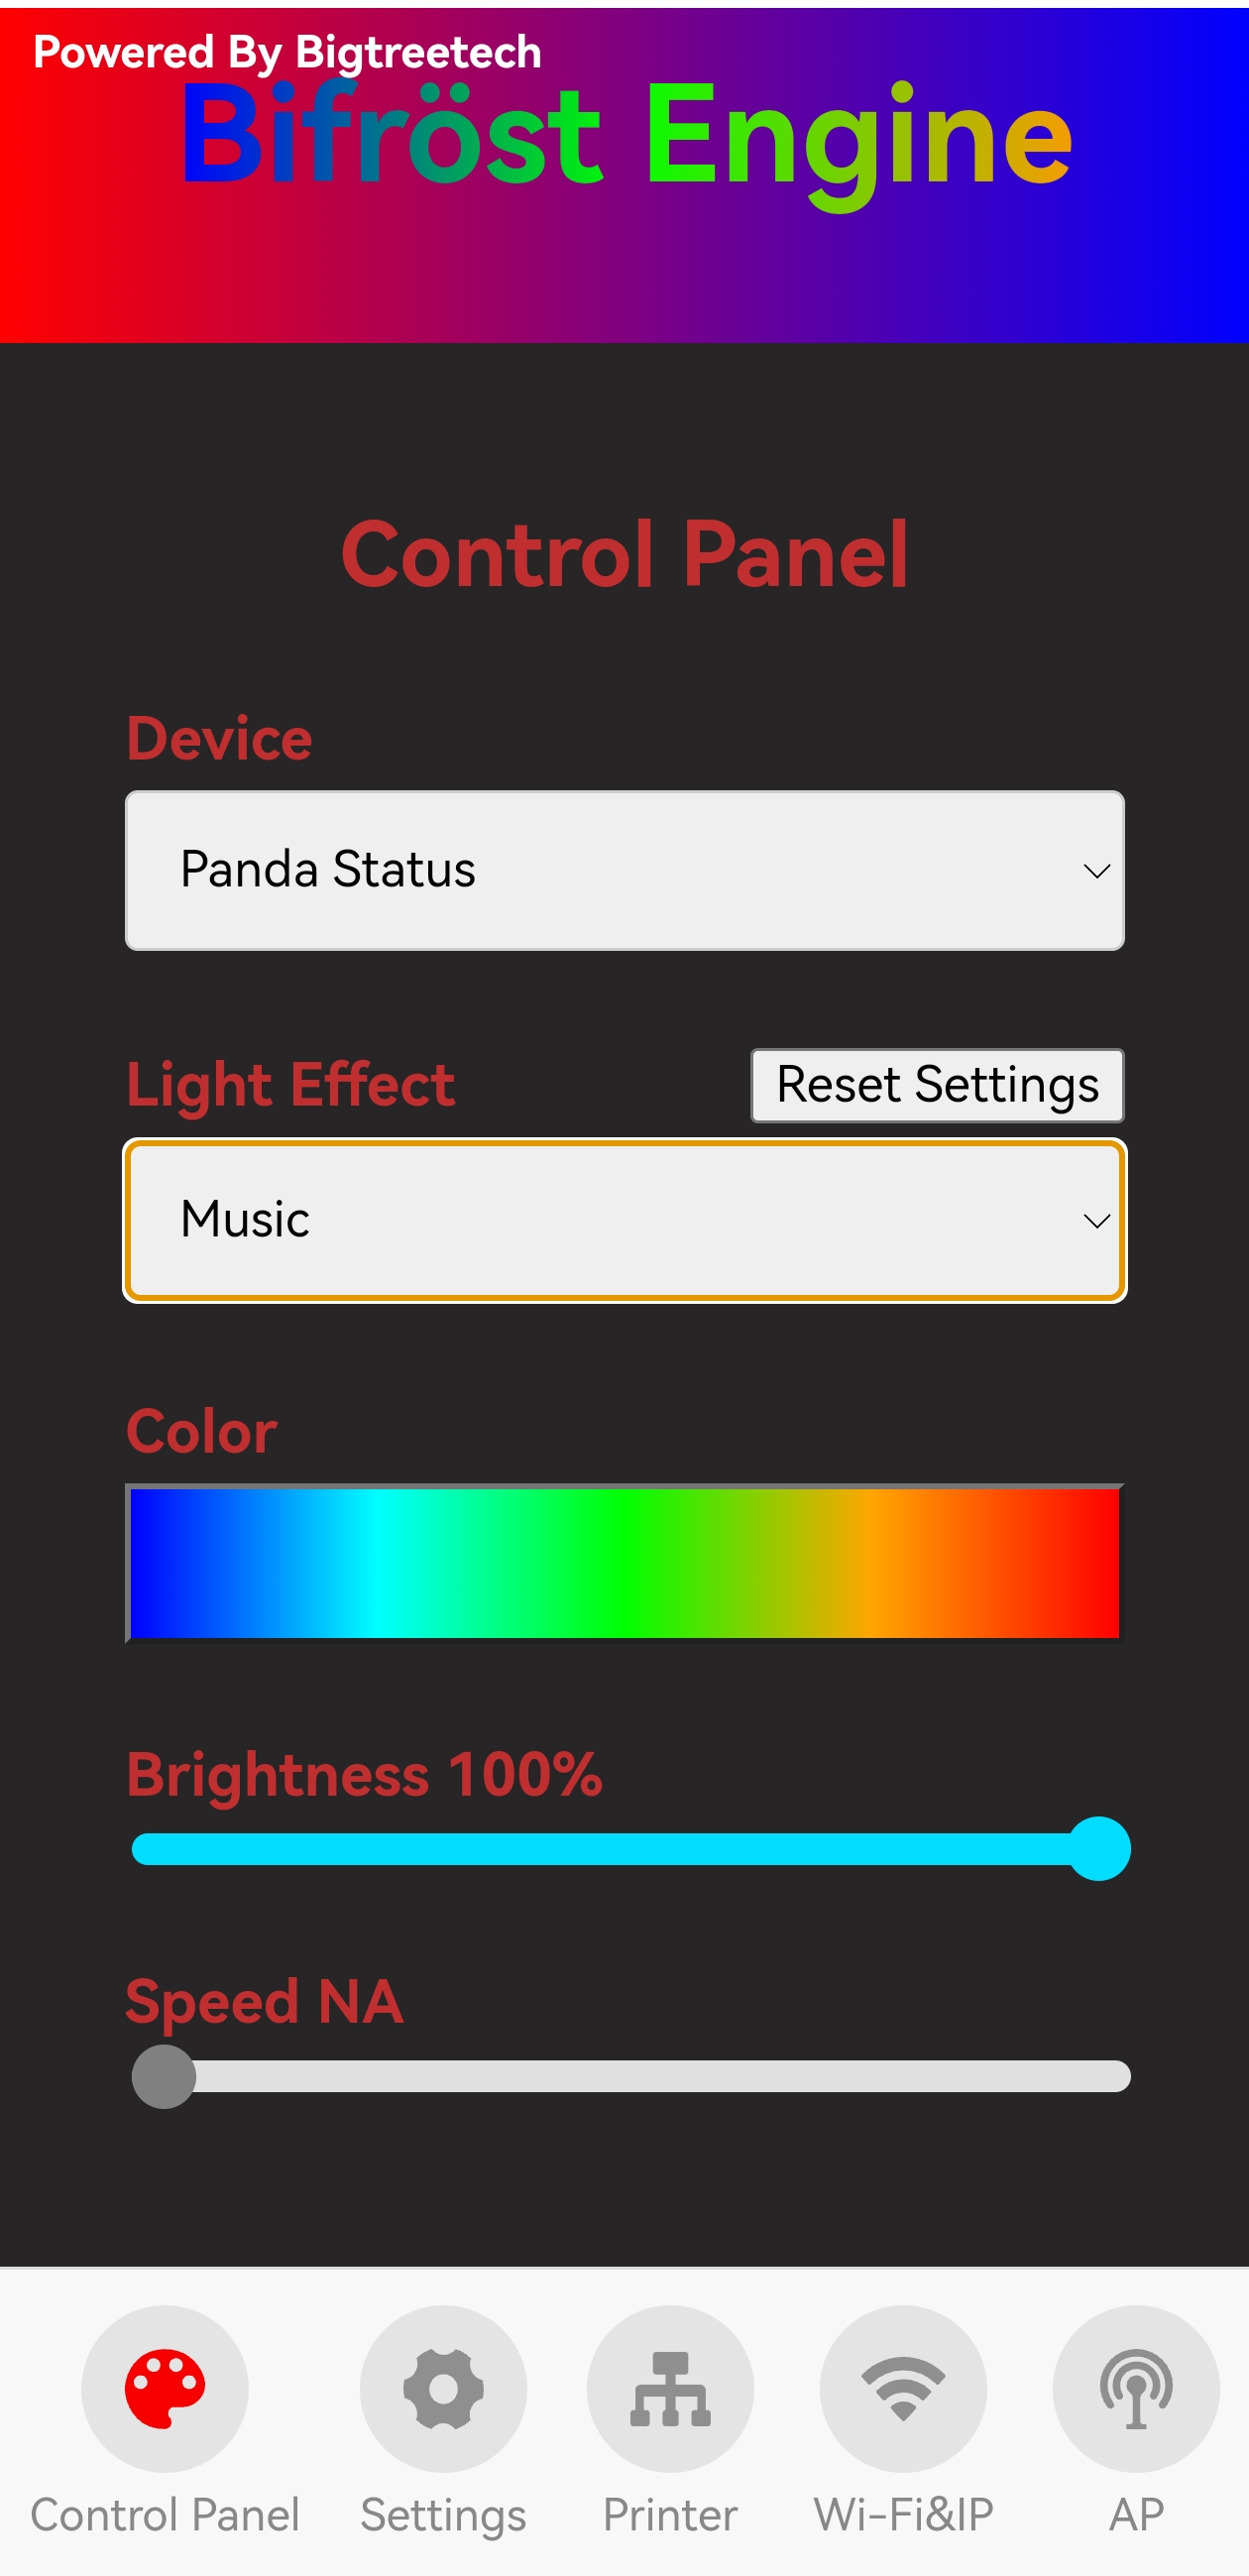 Powered By Bigtreetech
Bifröst Engine
Control Panel
Device
Panda Status
Light Effect
Reset Settings
Music
Color
Brightness 100%
Speed NA
Control Panel
Settings
Printer
Wi-Fi&IP
AP